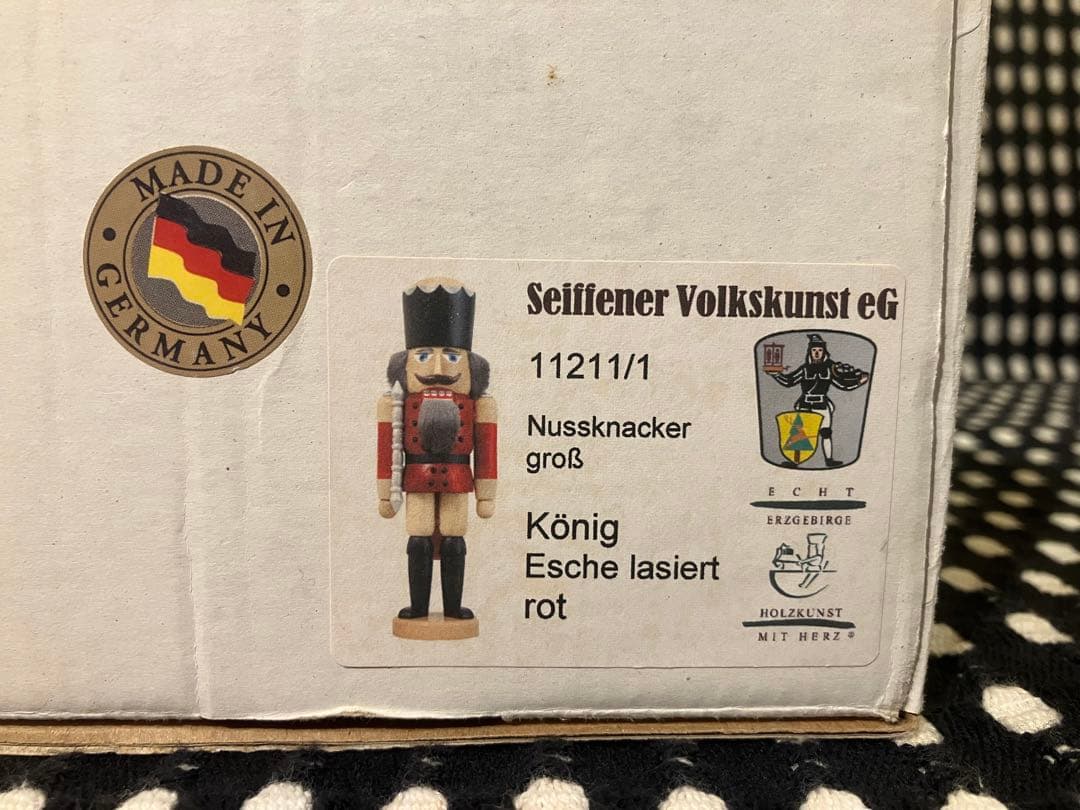 MADE IN
GERMANY
Seiffener Volkskunst eG
11211/1
Nussknacker
groß
König
Esche lasiert
rot
ECHT
ERZGEBIRGE
HOLZKUNST
MIT HERZ ®